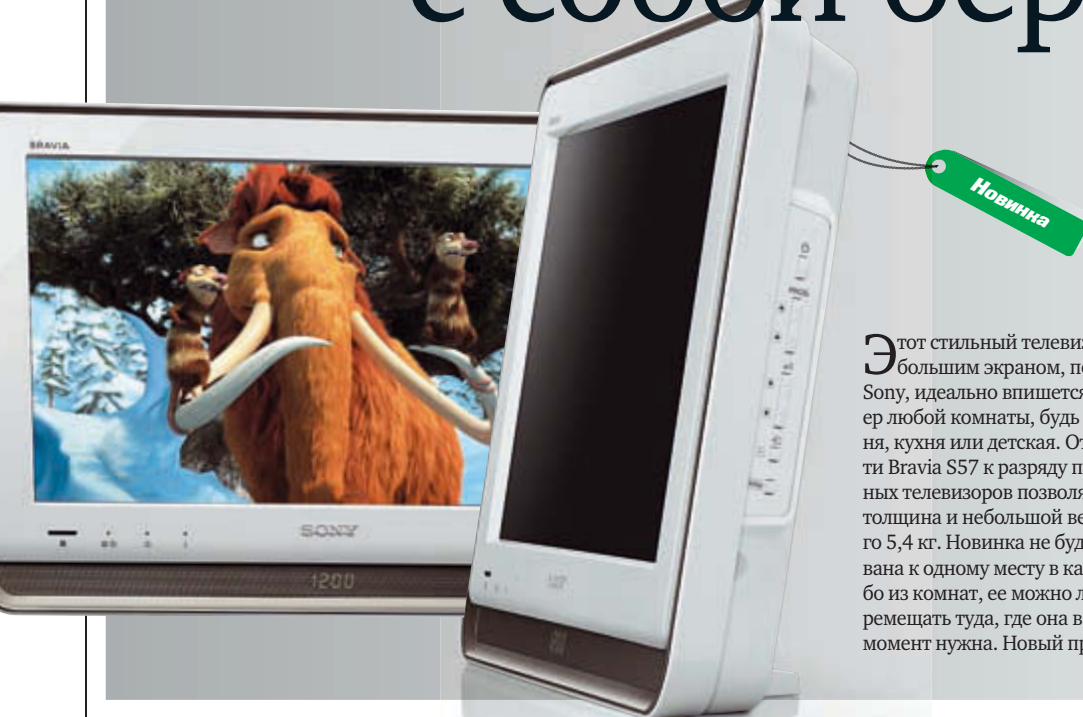 с собой бер
BRAVIA
SONY
1200
Новинка
Этот стильный телевиз
большим экраном, по
Sony, идеально впишется
ер любой комнаты, будь
ня, кухня или детская. От
ти Bravia S57 к разряду п
ных телевизоров позволя
толщина и небольшой ве
го 5,4 кг. Новинка не буд
вана к одному месту в ка
бо из комнат, ее можно л
ремещать туда, где она в
момент нужна. Новый пр